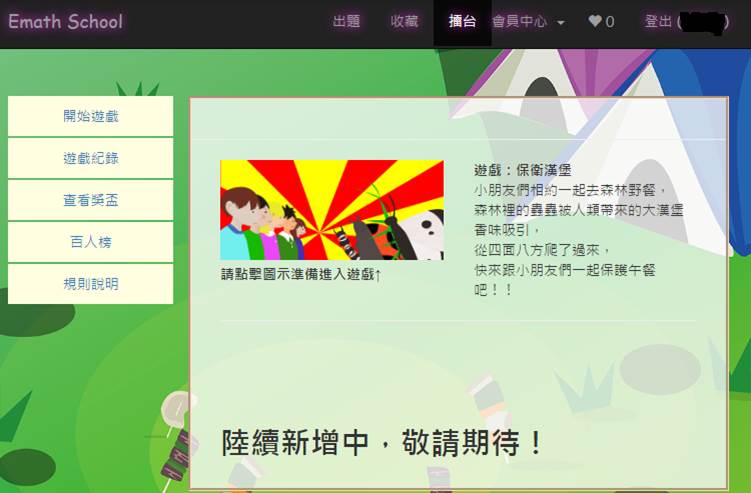 Emath School
出題
收藏
擂台
會員中心
0
登出 ( )
開始遊戲
遊戲紀錄
查看獎盃
百人榜
規則說明
遊戲：保衛漢堡
小朋友們相約一起去森林野餐，
森林裡的蟲蟲被人類帶來的大漢堡
香味吸引，
從四面八方爬了過來，
快來跟小朋友們一起保護午餐
吧！！
請點擊圖示準備進入遊戲↑
陸續新增中，敬請期待！